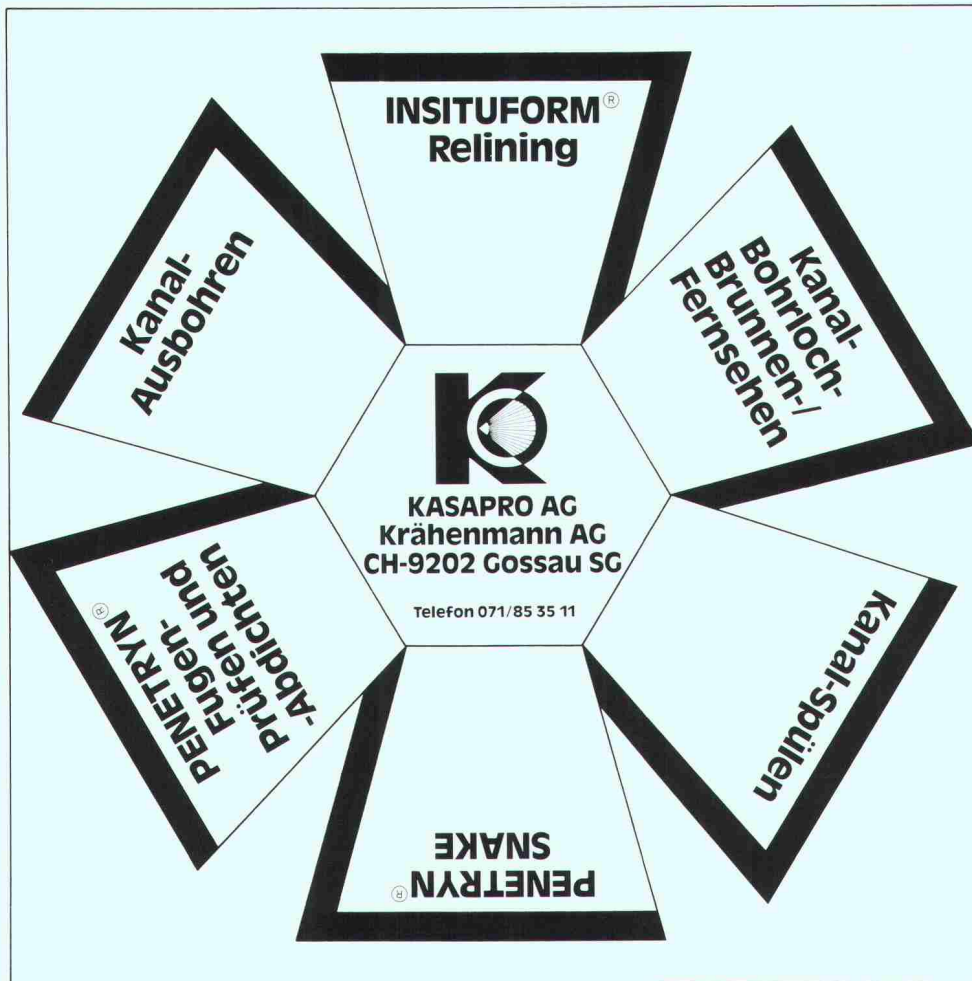 INSITUFORM®
Relining
Kanal-
Bohrloch-
Brunnen-/
Fernsehen
Kanal-Spülen
PENETRYN®
SNAKE
PENETRYN®
Fugen-
Prüfen und
-Abdichten
Kanal-
Ausbohren
K
KASAPRO AG
Krähenmann AG
CH-9202 Gossau SG
Telefon 071/85 35 11